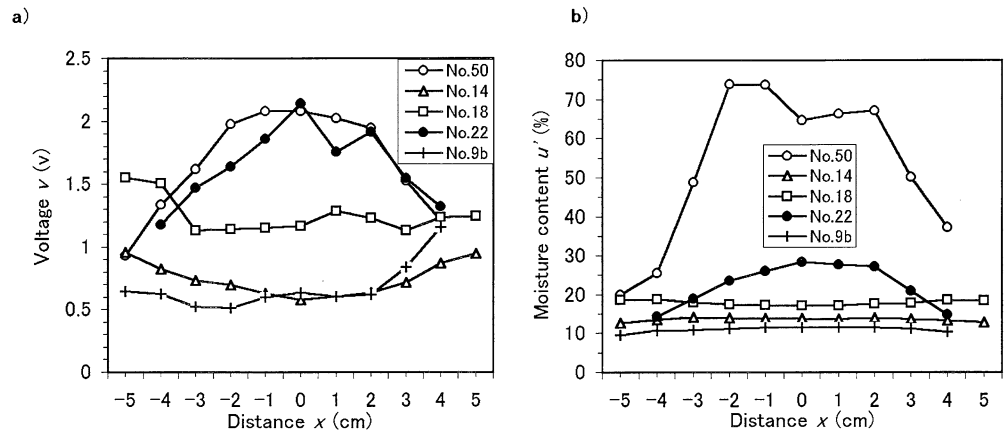 a)
2.5
2
1.5
1
0.5
0
Voltage v (v)
No.50
No.14
No.18
No.22
No.9b
−5 −4 −3 −2 −1 0 1 2 3 4 5
Distance x (cm)
b)
80
70
60
50
40
30
20
10
0
Moisture content u' (%)
No.50
No.14
No.18
No.22
No.9b
−5 −4 −3 −2 −1 0 1 2 3 4 5
Distance x (cm)